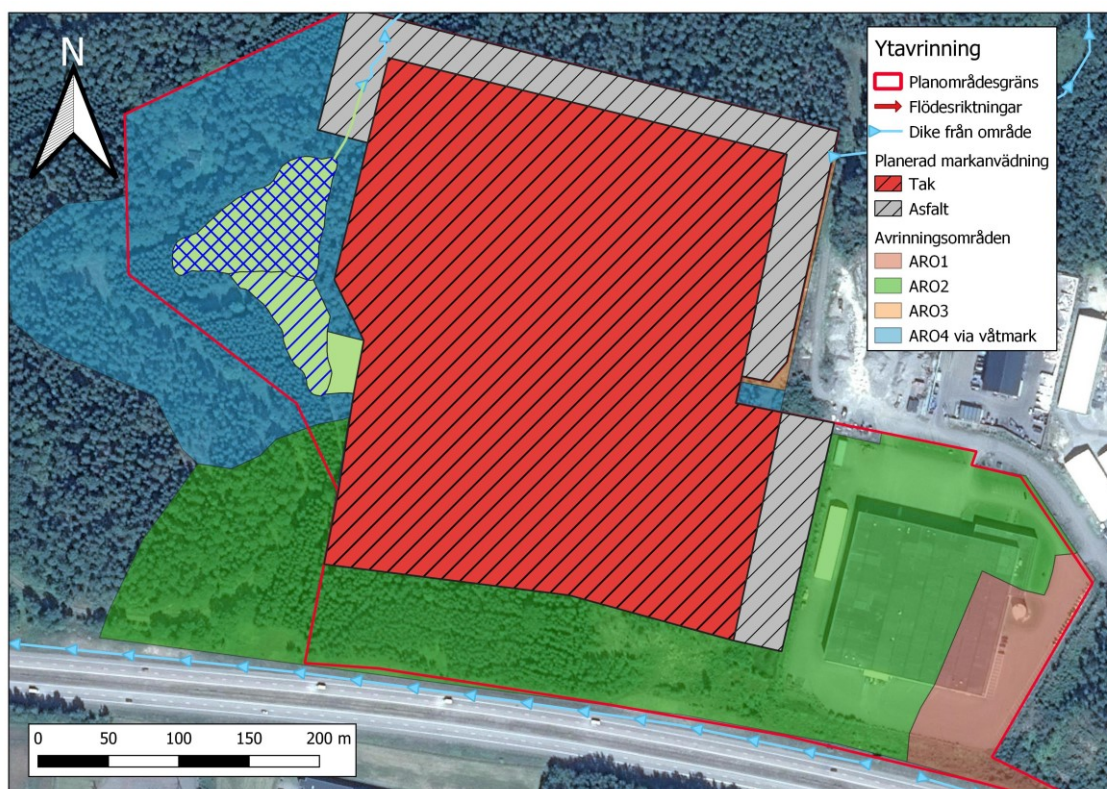 N
Ytavrinning
Planområdesgräns
Flödesriktningar
Dike från område
Planerad markanvädning
Tak
Asfalt
Avrinningsområden
ARO1
ARO2
ARO3
ARO4 via våtmark
0 50 100 150 200 m